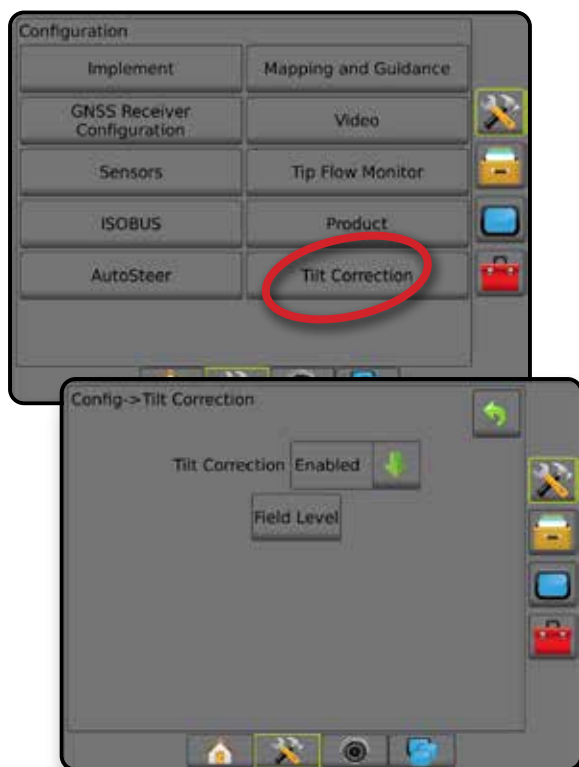 Configuration
Implement
Mapping and Guidance
GNSS Receiver
Configuration
Video
Sensors
Tip Flow Monitor
ISOBUS
Product
AutoSteer
Tilt Correction
Config->Tilt Correction
Tilt Correction Enabled
Field Level